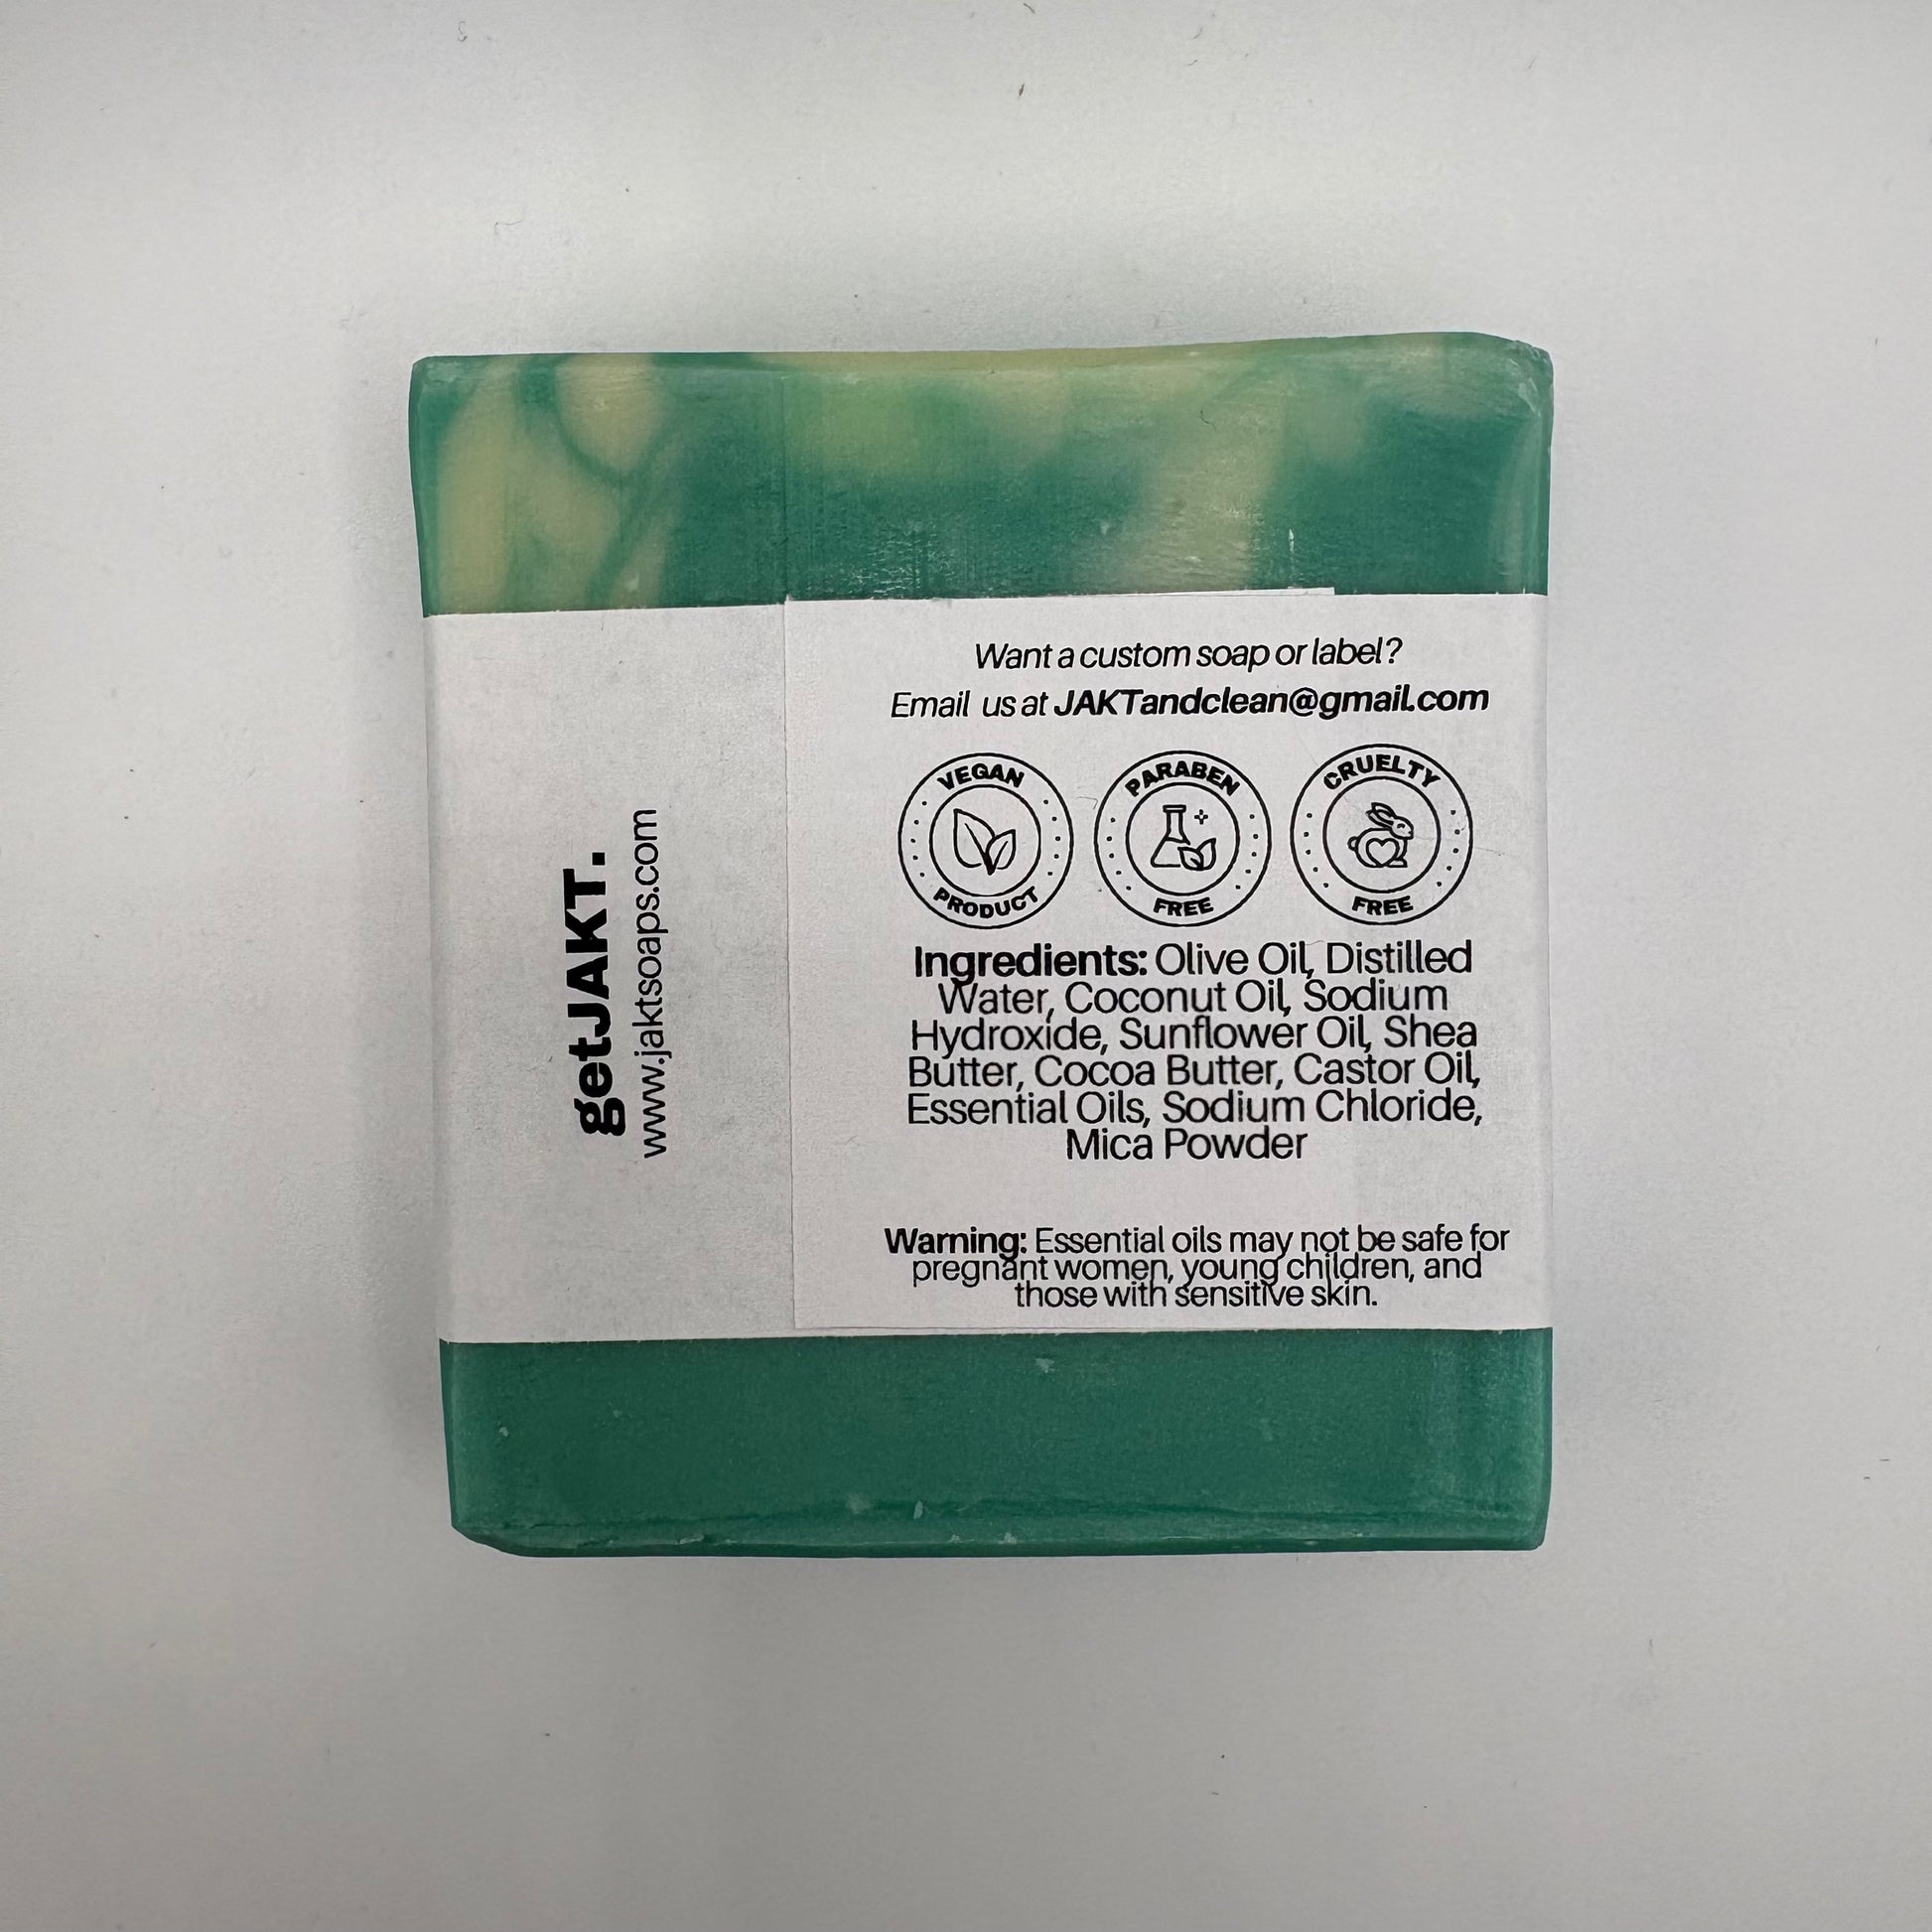 getJAKT.
www.jaktsoaps.com
Want a custom soap or label?
Email us at JAKTandclean@gmail.com
VEGAN
PRODUCT
PARABEN
FREE
CRUELTY
FREE
Ingredients: Olive Oil, Distilled
Water, Coconut Oil, Sodium
Hydroxide, Sunflower Oil, Shea
Butter, Cocoa Butter, Castor Oil,
Essential Oils, Sodium Chloride,
Mica Powder
Warning: Essential oils may not be safe for
pregnant women, young children, and
those with sensitive skin.